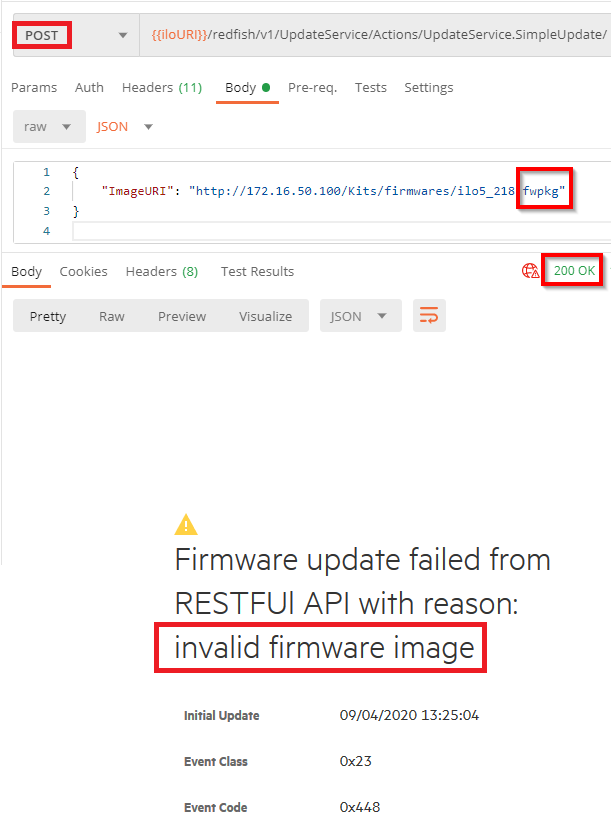 POST {{iloURI}}/redfish/v1/UpdateService/Actions/UpdateService.SimpleUpdate/
Params Auth Headers (11) Body Pre-req. Tests Settings
raw JSON
1 {
2 "ImageURI": "http://172.16.50.100/Kits/firmwares/ilo5_218.fwpkg"
3 }
4
Body Cookies Headers (8) Test Results 200 OK
Pretty Raw Preview Visualize JSON
Firmware update failed from
RESTFUl API with reason:
invalid firmware image
Initial Update 09/04/2020 13:25:04
Event Class 0x23
Event Code 0x448